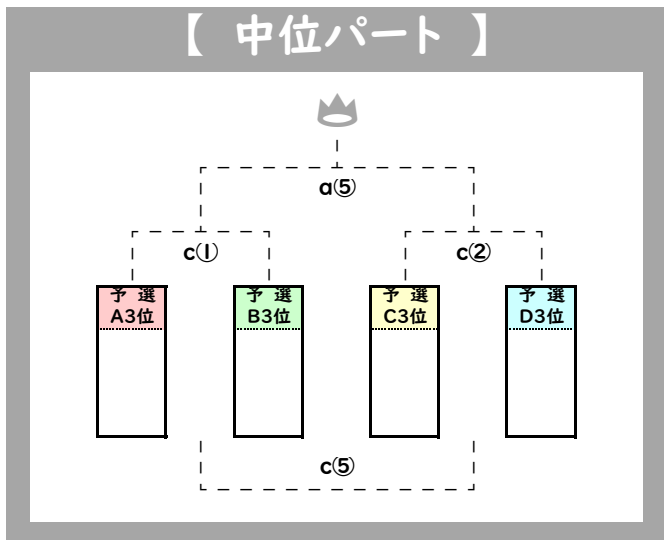 【 中位パート 】
a⑤
c① c②
予 選 予 選 予 選 予 選
A3位 B3位 C3位 D3位
c⑤